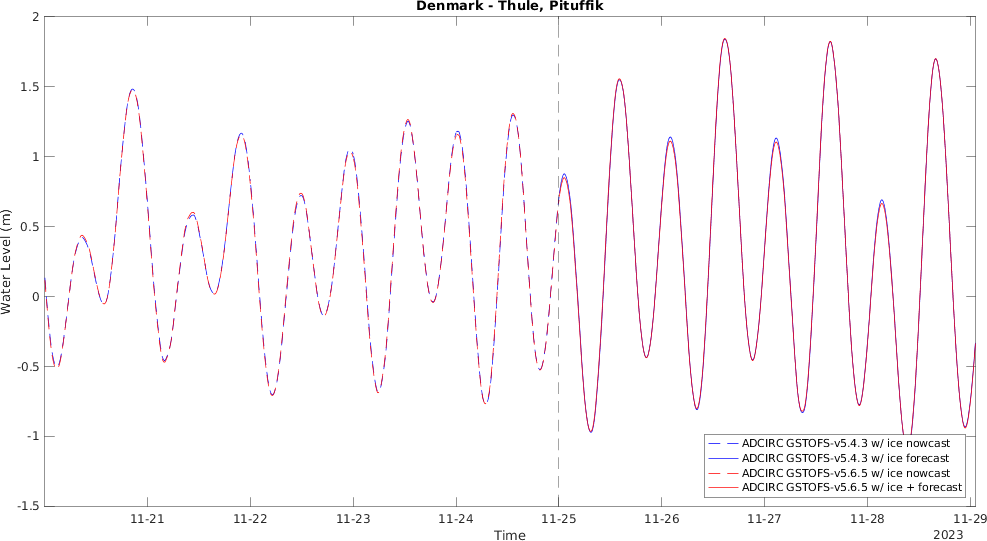 Denmark - Thule, Pituffik
2
1.5
1
0.5
0
-0.5
-1
-1.5
Water Level (m)
ADCIRC GSTOFS-v5.4.3 w/ ice nowcast
ADCIRC GSTOFS-v5.4.3 w/ ice forecast
ADCIRC GSTOFS-v5.6.5 w/ ice nowcast
ADCIRC GSTOFS-v5.6.5 w/ ice + forecast
11-21 11-22 11-23 11-24 11-25 11-26 11-27 11-28 11-29
Time
2023